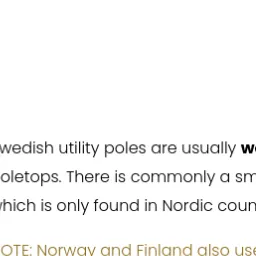 wedish utility poles are usually w
oletops. There is commonly a sm
which is only found in Nordic coun
OTE: Norway and Finland also use